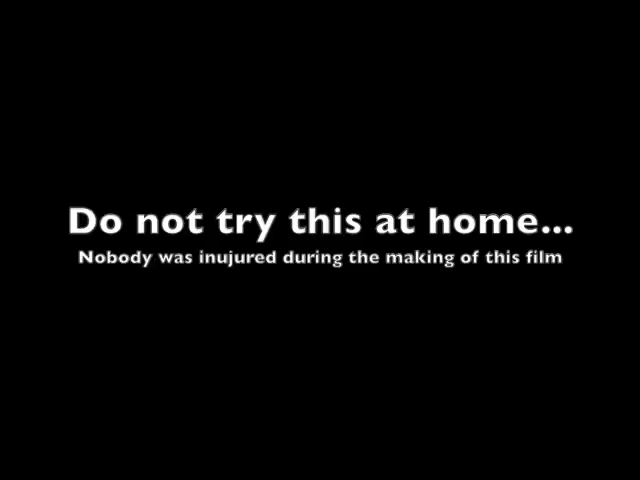 Do not try this at home...
Nobody was inujured during the making of this film